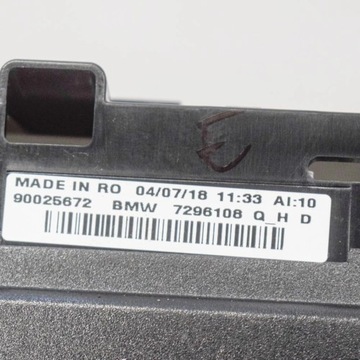 E
MADE IN RO 04/07/18 11:33 AI:10
90025672 BMW 7296108 Q_H D